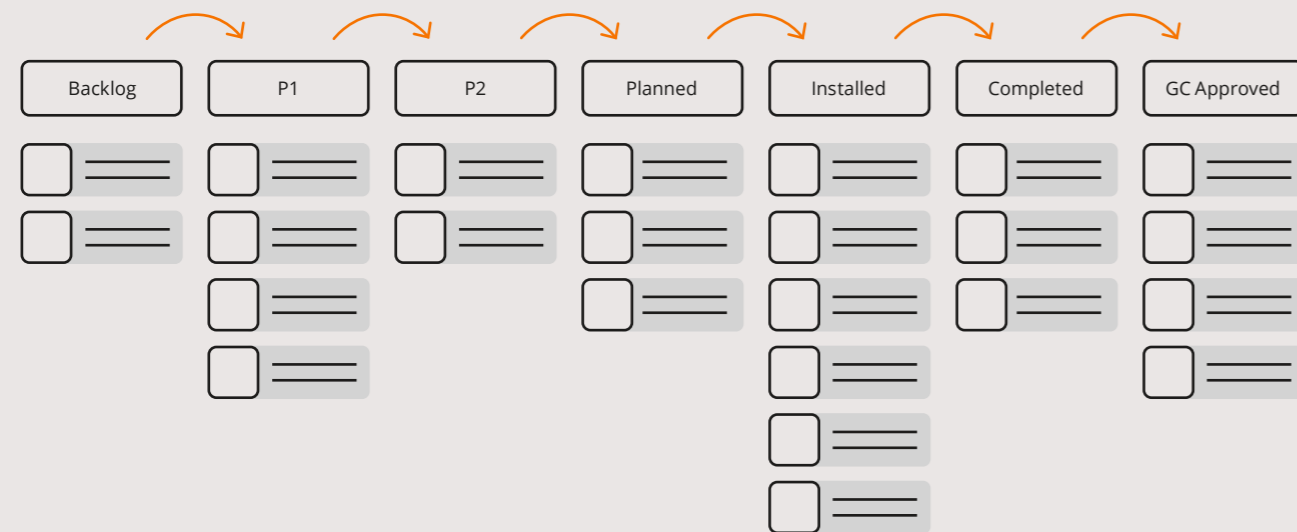 Backlog
P1
P2
Planned
Installed
Completed
GC Approved